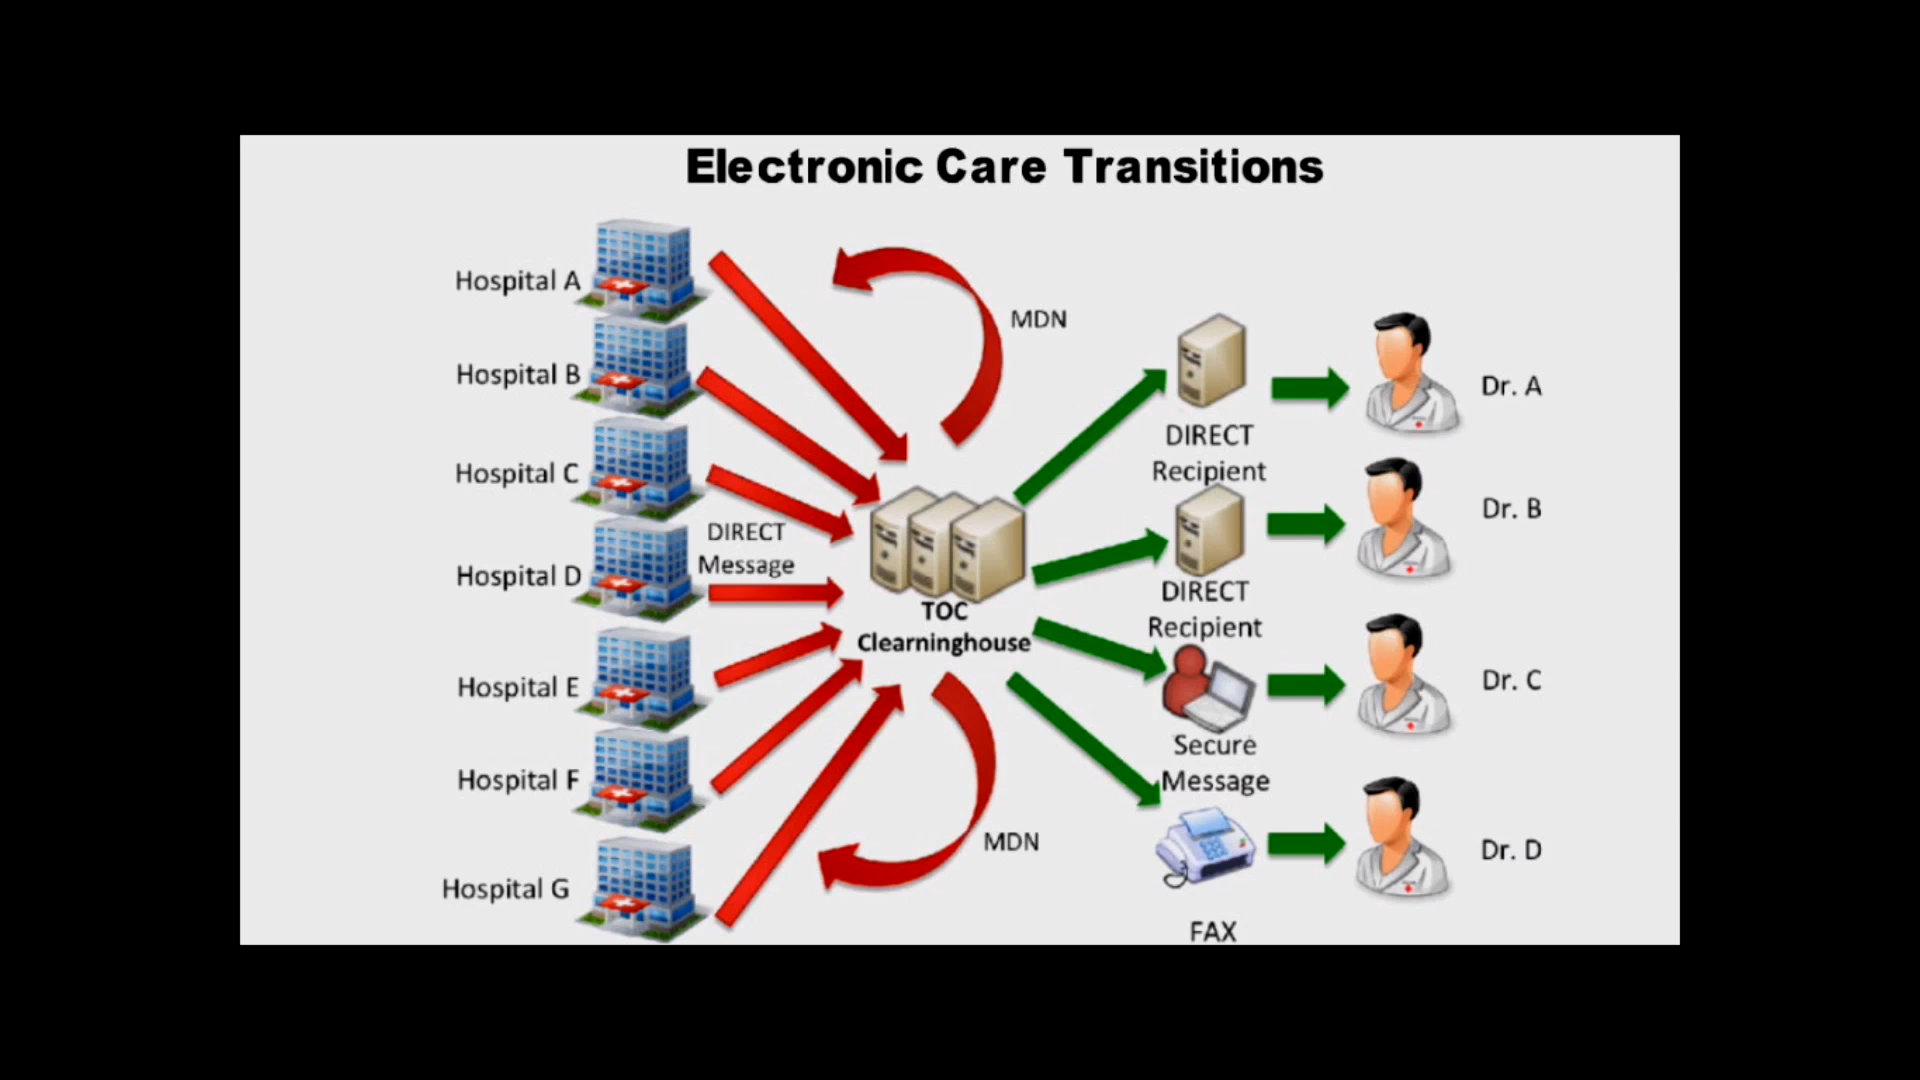 Electronic Care Transitions
Hospital A
Hospital B
Hospital C
Hospital D
Hospital E
Hospital F
Hospital G
DIRECT
Message
MDN
TOC
Clearninghouse
MDN
DIRECT
Recipient
DIRECT
Recipient
Secure
Message
FAX
Dr. A
Dr. B
Dr. C
Dr. D